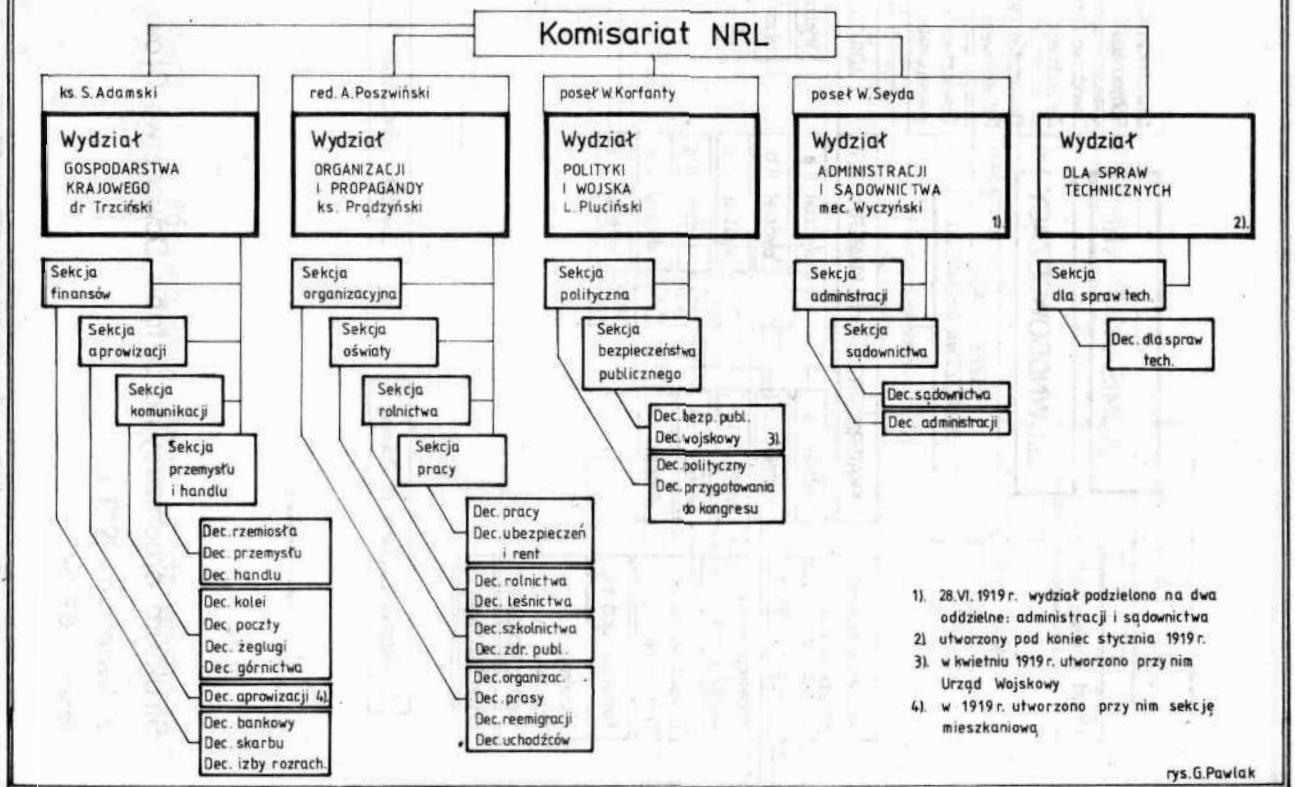 Komisariat NRL
ks. S. Adamski
Wydział
GOSPODARSTWA
KRAJOWEGO
dr Trzciński
Sekcja
finansów
Sekcja
aprowizacji
Sekcja
komunikacji
Sekcja
przemysłu
i handlu
Dec. rzemiosła
Dec. przemysłu
Dec. handlu
Dec. kolei
Dec. poczty
Dec. żeglugi
Dec. górnictwa
Dec. aprowizacji 4).
Dec. bankowy
Dec. skarbu
Dec. izby rozrach.
red. A. Poszwiński
Wydział
ORGANIZACJI
I PROPAGANDY
ks. Prądzyński
Sekcja
organizacyjna
Sekcja
oświaty
Sekcja
rolnictwa
Sekcja
pracy
Dec. pracy
Dec. ubezpieczeń
i rent
Dec. rolnictwa
Dec. leśnictwa
Dec. szkolnictwa
Dec. zdr. publ.
Dec. organizac.
Dec. prasy
Dec. reemigracji
Dec. uchodźców
poseł W. Korfanty
Wydział
POLITYKI
I WOJSKA
L. Pluciński
Sekcja
polityczna
Sekcja
bezpieczeństwa
publicznego
Dec. bezp. publ.
Dec. wojskowy 3).
Dec. polityczny
Dec. przygotowania
do kongresu
poseł W. Seyda
Wydział
ADMINISTRACJI
I SĄDOWNICTWA
mec. Wyczyński
1).
Sekcja
administracji
Sekcja
sądownictwa
Dec. sądownictwa
Dec. administracji
Wydział
DLA SPRAW
TECHNICZNYCH
2).
Sekcja
dla spraw tech.
Dec. dla spraw
tech.
1). 28.VI.1919 r. wydział podzielono na dwa
oddzielne: administracji i sądownictwa
2) utworzony pod koniec stycznia 1919 r.
3). w kwietniu 1919 r. utworzono przy nim
Urząd Wojskowy
4). w 1919 r. utworzono przy nim sekcję
mieszkaniową
rys. G. Pawlak